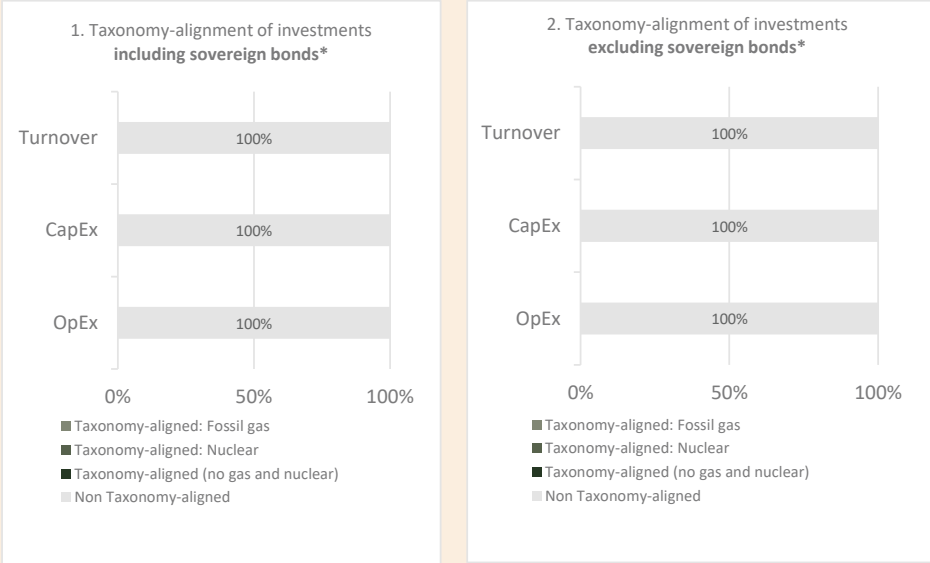 1. Taxonomy-alignment of investments
including sovereign bonds*
Turnover
100%
CapEx
100%
OpEx
100%
0%
50%
100%
Taxonomy-aligned: Fossil gas
Taxonomy-aligned: Nuclear
Taxonomy-aligned (no gas and nuclear)
Non Taxonomy-aligned
2. Taxonomy-alignment of investments
excluding sovereign bonds*
Turnover
100%
CapEx
100%
OpEx
100%
0%
50%
100%
Taxonomy-aligned: Fossil gas
Taxonomy-aligned: Nuclear
Taxonomy-aligned (no gas and nuclear)
Non Taxonomy-aligned